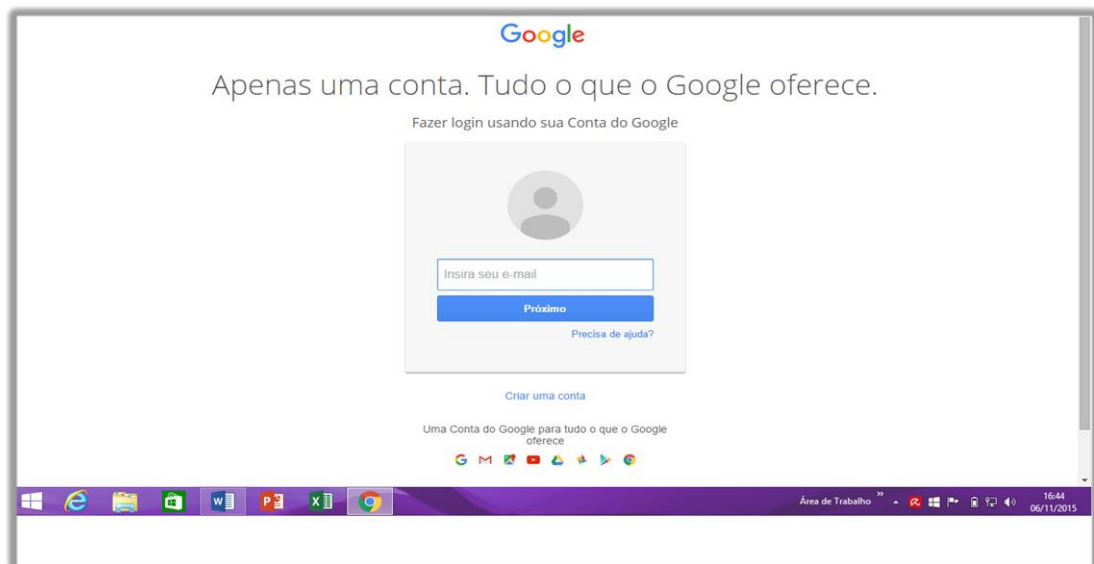 Google
Apenas uma conta. Tudo o que o Google oferece.
Fazer login usando sua Conta do Google
Insira seu e-mail
Próximo
Precisa de ajuda?
Criar uma conta
Uma Conta do Google para tudo o que o Google
oferece
Área de Trabalho
16:44
06/11/2015